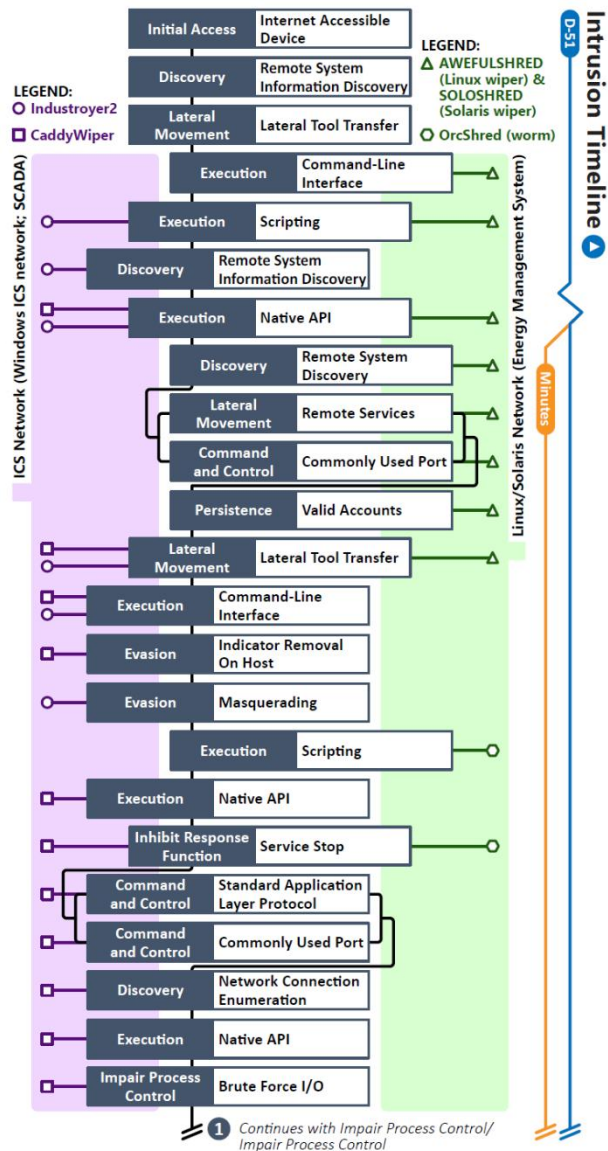 Intrusion Timeline
D-51
Minutes
LEGEND:
Industroyer2
CaddyWiper
LEGEND:
AWEFULSHRED
(Linux wiper) &
SOLOSHRED
(Solaris wiper)
OrcShred (worm)
ICS Network (Windows ICS network; SCADA)
Linux/Solaris Network (Energy Management System)
Initial Access
Internet Accessible
Device
Discovery
Remote System
Information Discovery
Lateral
Movement
Lateral Tool Transfer
Execution
Command-Line
Interface
Execution
Scripting
Discovery
Remote System
Information Discovery
Execution
Native API
Discovery
Remote System
Discovery
Lateral
Movement
Remote Services
Command
and Control
Commonly Used Port
Persistence
Valid Accounts
Lateral
Movement
Lateral Tool Transfer
Execution
Command-Line
Interface
Evasion
Indicator Removal
On Host
Evasion
Masquerading
Execution
Scripting
Execution
Native API
Inhibit Response
Function
Service Stop
Command
and Control
Standard Application
Layer Protocol
Command
and Control
Commonly Used Port
Discovery
Network Connection
Enumeration
Execution
Native API
Impair Process
Control
Brute Force I/O
1 Continues with Impair Process Control/
Impair Process Control